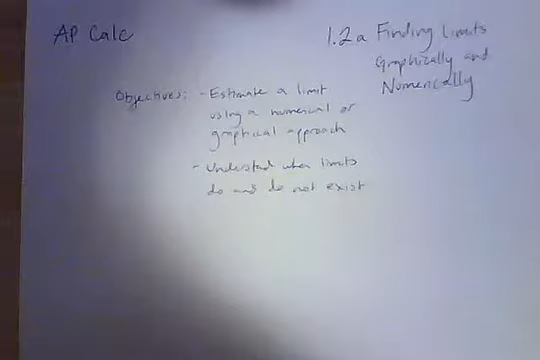 AP Calc
1.2a Finding Limits
Graphically and
Numerically
Objectives: - Estimate a limit
using a numerical or
graphical approach
- Understand when limits
do and do not exist